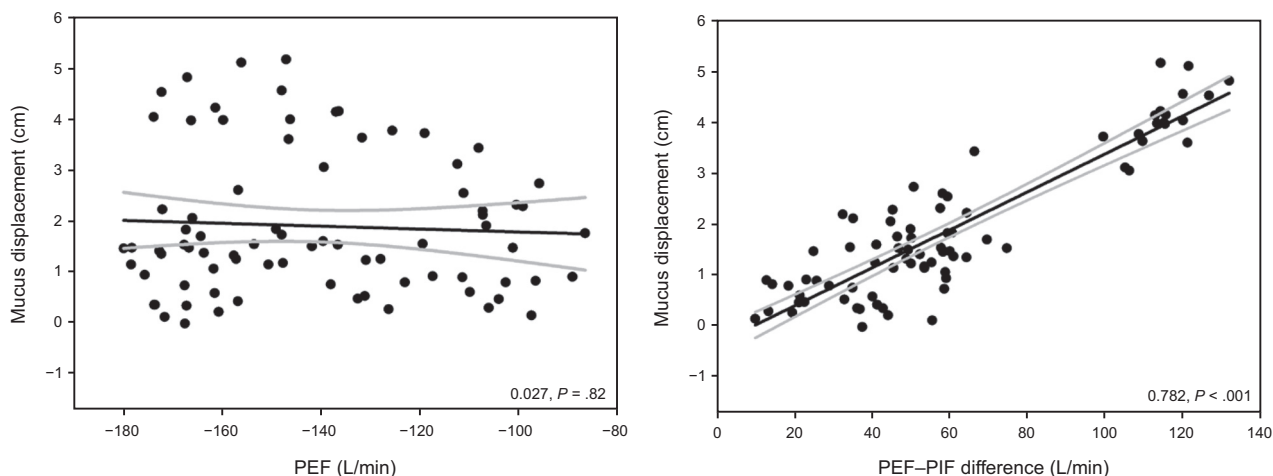 6
5
4
3
2
1
0
−1
Mucus displacement (cm)
0.027, P = .82
−180 −160 −140 −120 −100 −80
PEF (L/min)
6
5
4
3
2
1
0
−1
Mucus displacement (cm)
0.782, P < .001
0 20 40 60 80 100 120 140
PEF–PIF difference (L/min)